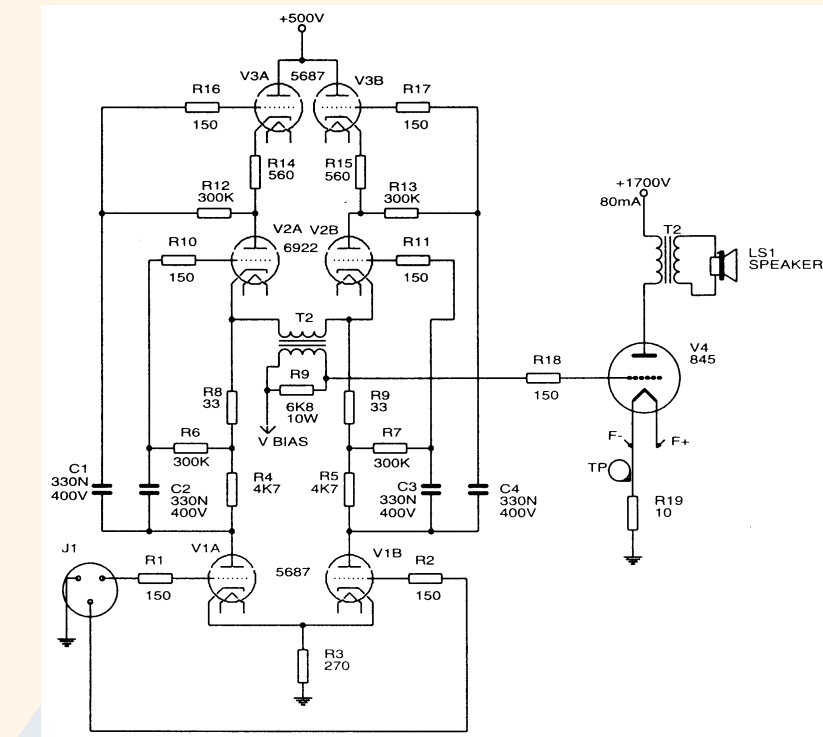 +500V
V3A
5687
V3B
R16
150
R17
150
R14
560
R15
560
R12
300K
R13
300K
+1700V
80mA
T2
LS1
SPEAKER
V2A
V2B
6922
R10
150
R11
150
T2
R9
6K8
10W
V BIAS
R18
150
V4
845
F-
F+
TP
R19
10
R8
33
R9
33
R6
300K
R7
300K
C1
330N
400V
C2
330N
400V
R4
4K7
R5
4K7
C3
330N
400V
C4
330N
400V
J1
R1
150
V1A
5687
V1B
R2
150
R3
270